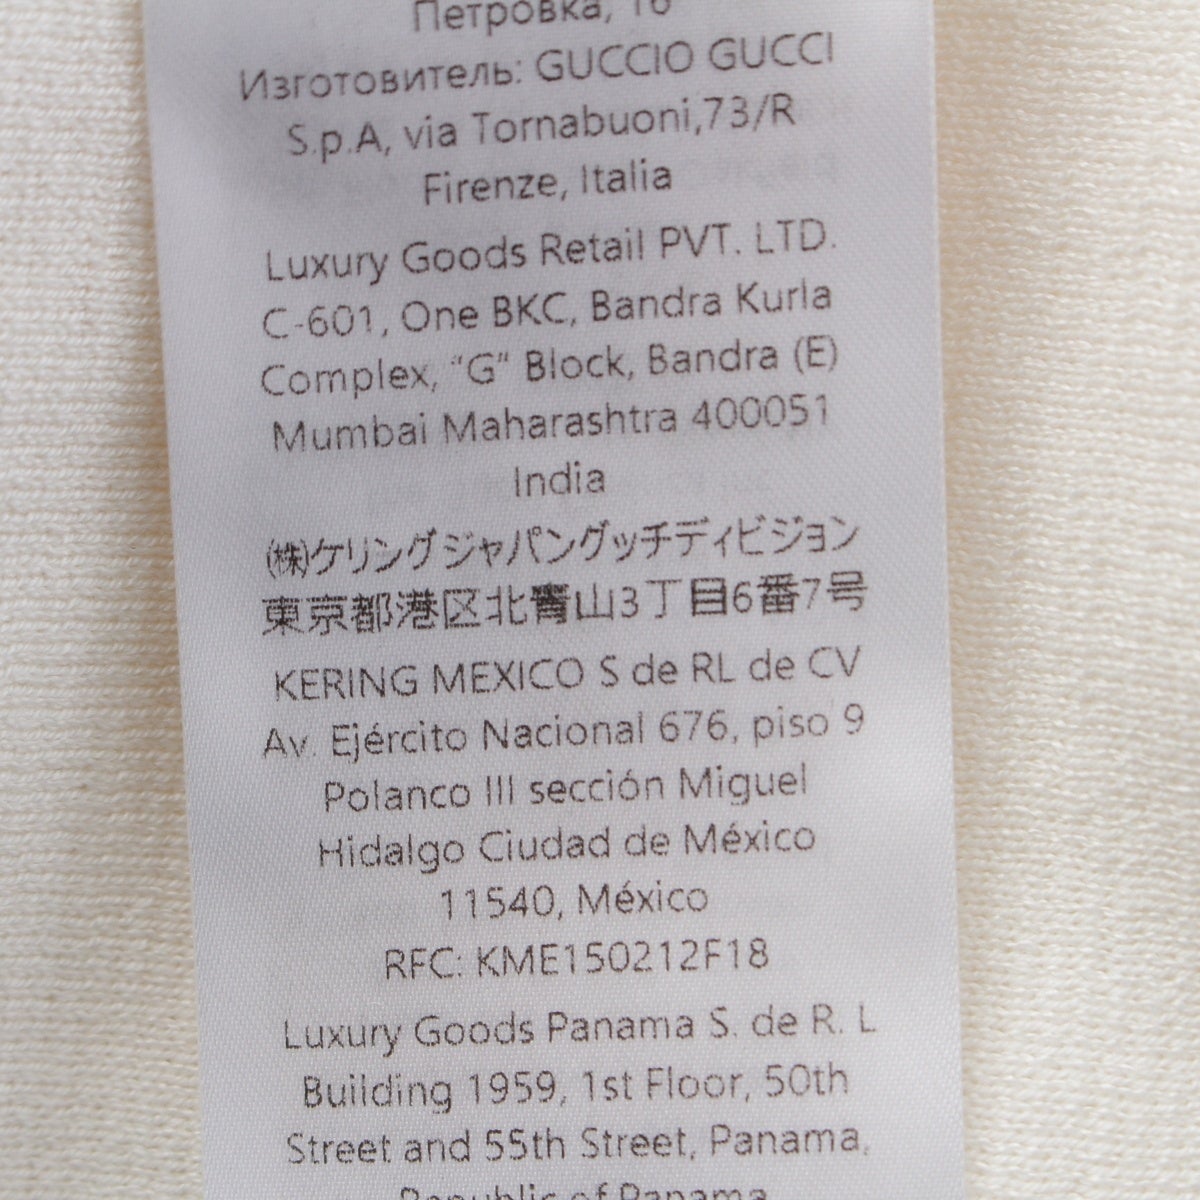 Петровка, 16
Изготовитель: GUCCIO GUCCI
S.p.A, via Tornabuoni,73/R
Firenze, Italia
Luxury Goods Retail PVT. LTD.
C-601, One BKC, Bandra Kurla
Complex, "G" Block, Bandra (E)
Mumbai Maharashtra 400051
India
(株)ケリングジャパングッチディビジョン
東京都港区北青山3丁目6番7号
KERING MEXICO S de RL de CV
Av. Ejército Nacional 676, piso 9
Polanco III sección Miguel
Hidalgo Ciudad de México
11540, México
RFC: KME150212F18
Luxury Goods Panama S. de R. L
Building 1959, 1st Floor, 50th
Street and 55th Street, Panama,
Republic of Panama